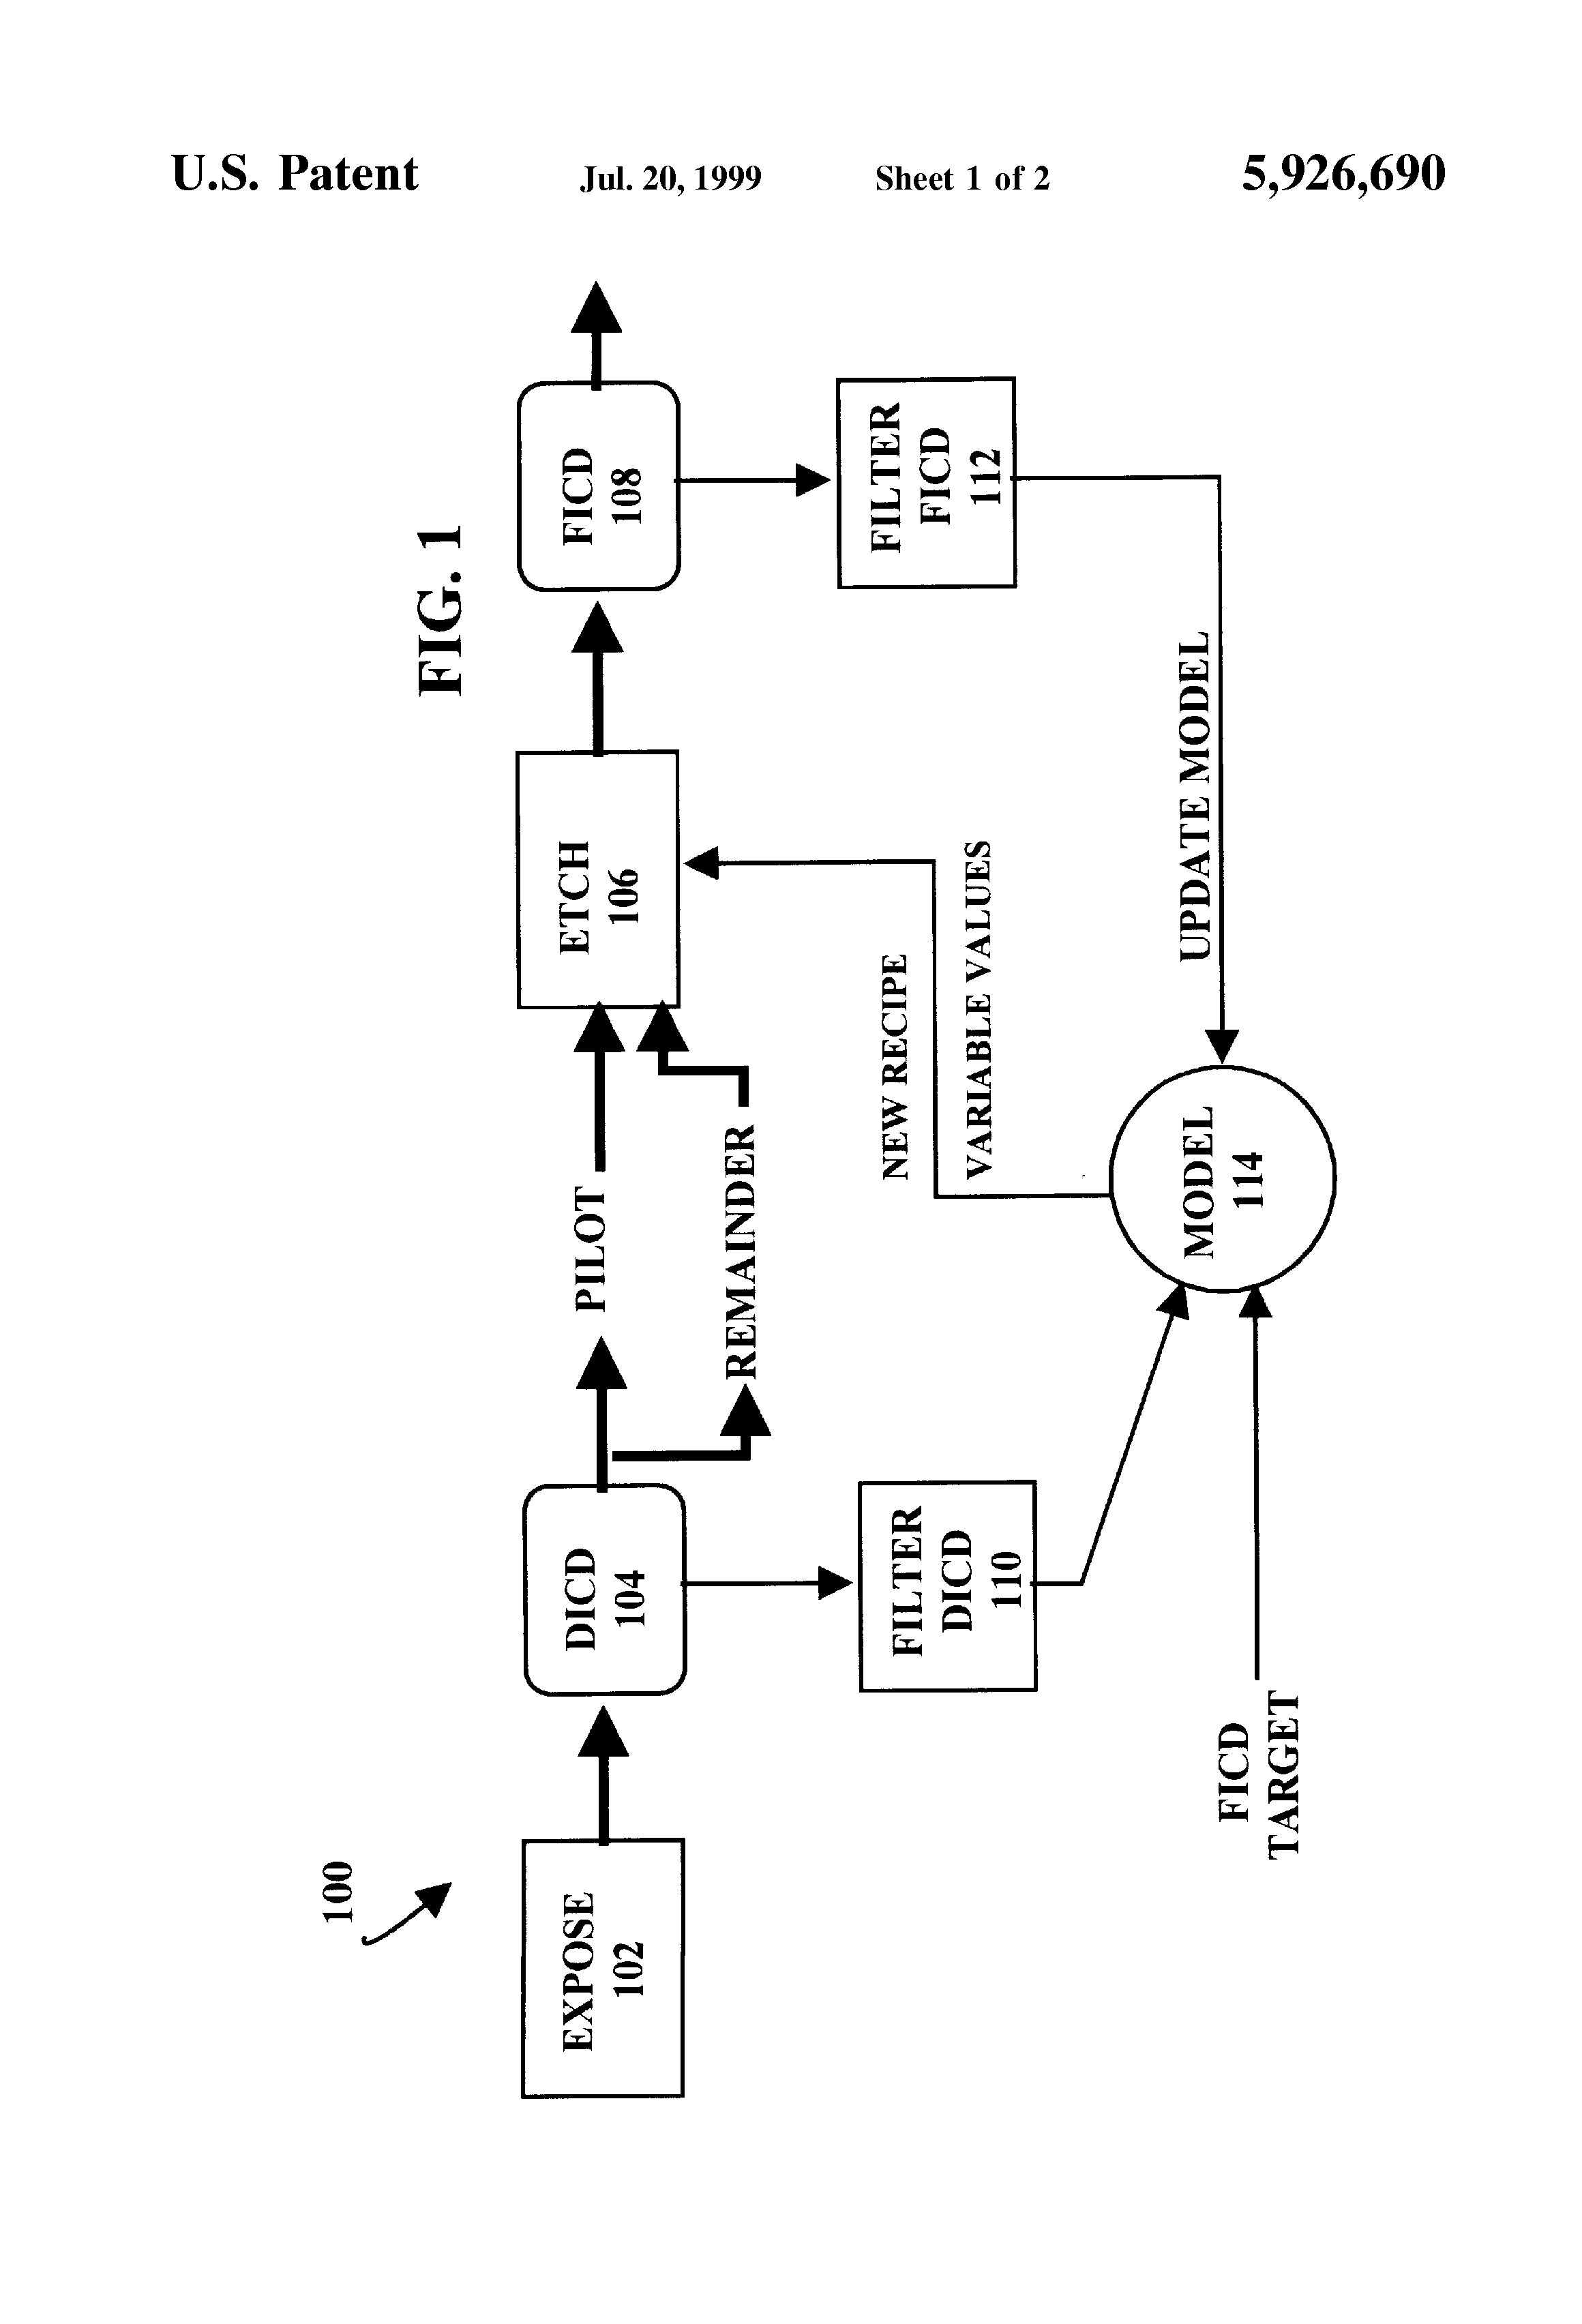 U.S. Patent Jul. 20, 1999 Sheet 1 of 2 5,926,690
FIG. 1
100
EXPOSE
102
DICD
104
PILOT
REMAINDER
ETCH
106
FICD
108
FILTER
DICD
110
NEW RECIPE
VARIABLE VALUES
FILTER
FICD
112
FICD
TARGET
MODEL
114
UPDATE MODEL